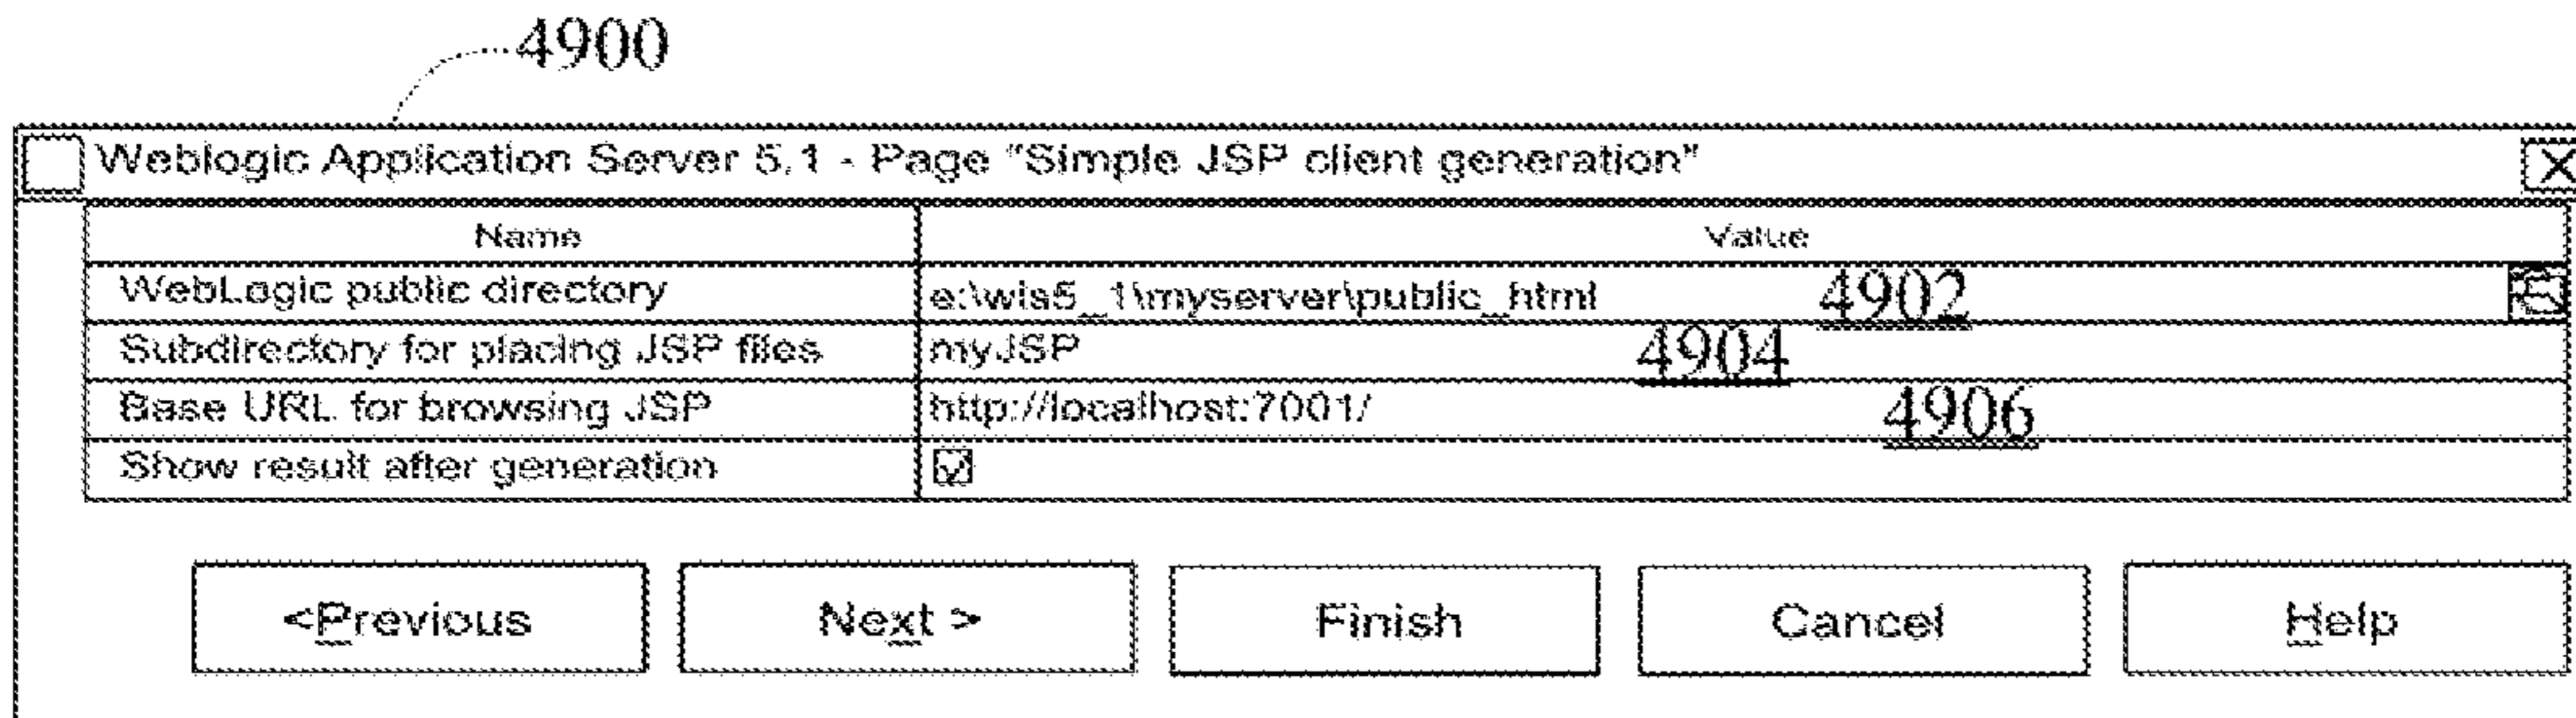 4900
Weblogic Application Server 5.1 - Page "Simple JSP client generation"
Name Value
WebLogic public directory e:\wls5_1\myserver\public_html 4902
Subdirectory for placing JSP files myJSP 4904
Base URL for browsing JSP http://localhost:7001/ 4906
Show result after generation
<Previous Next > Finish Cancel Help